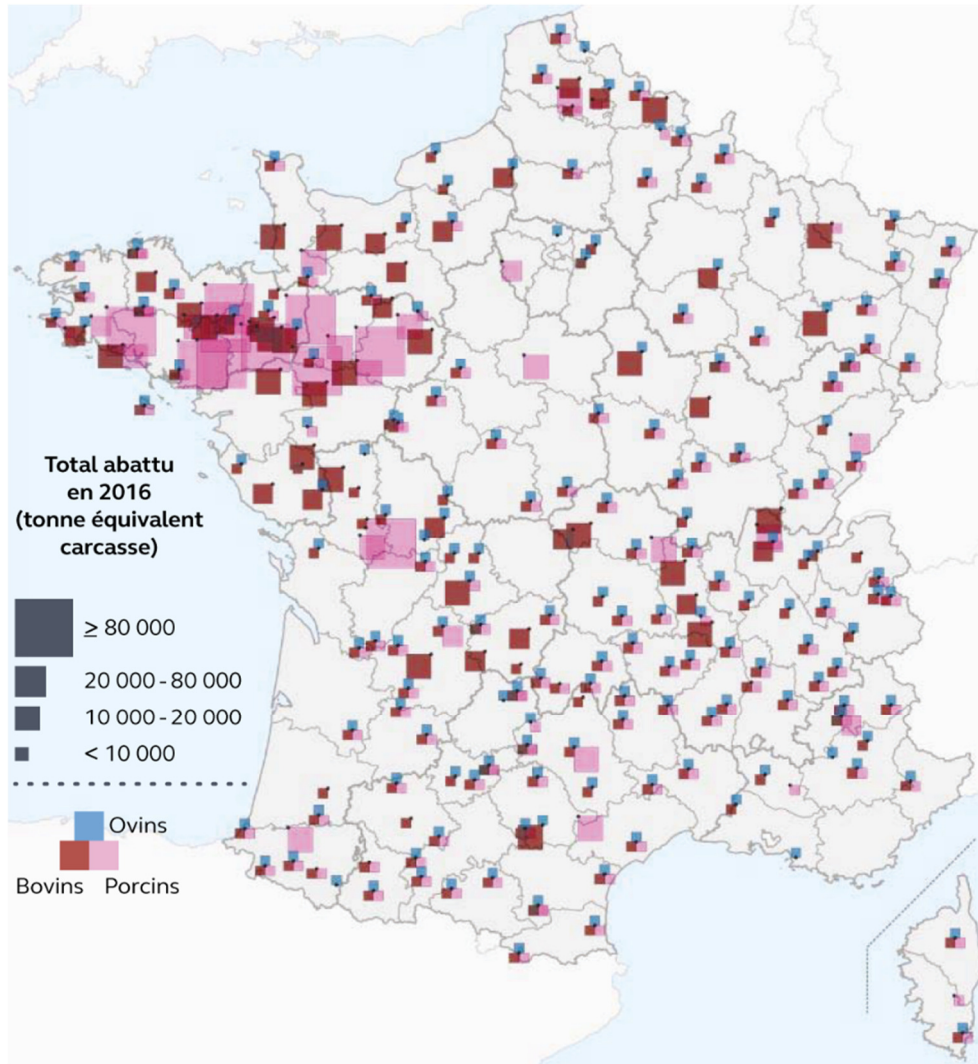 Total abattu
en 2016
(tonne équivalent
carcasse)
≥ 80 000
20 000 - 80 000
10 000 - 20 000
< 10 000
Ovins
Bovins Porcins